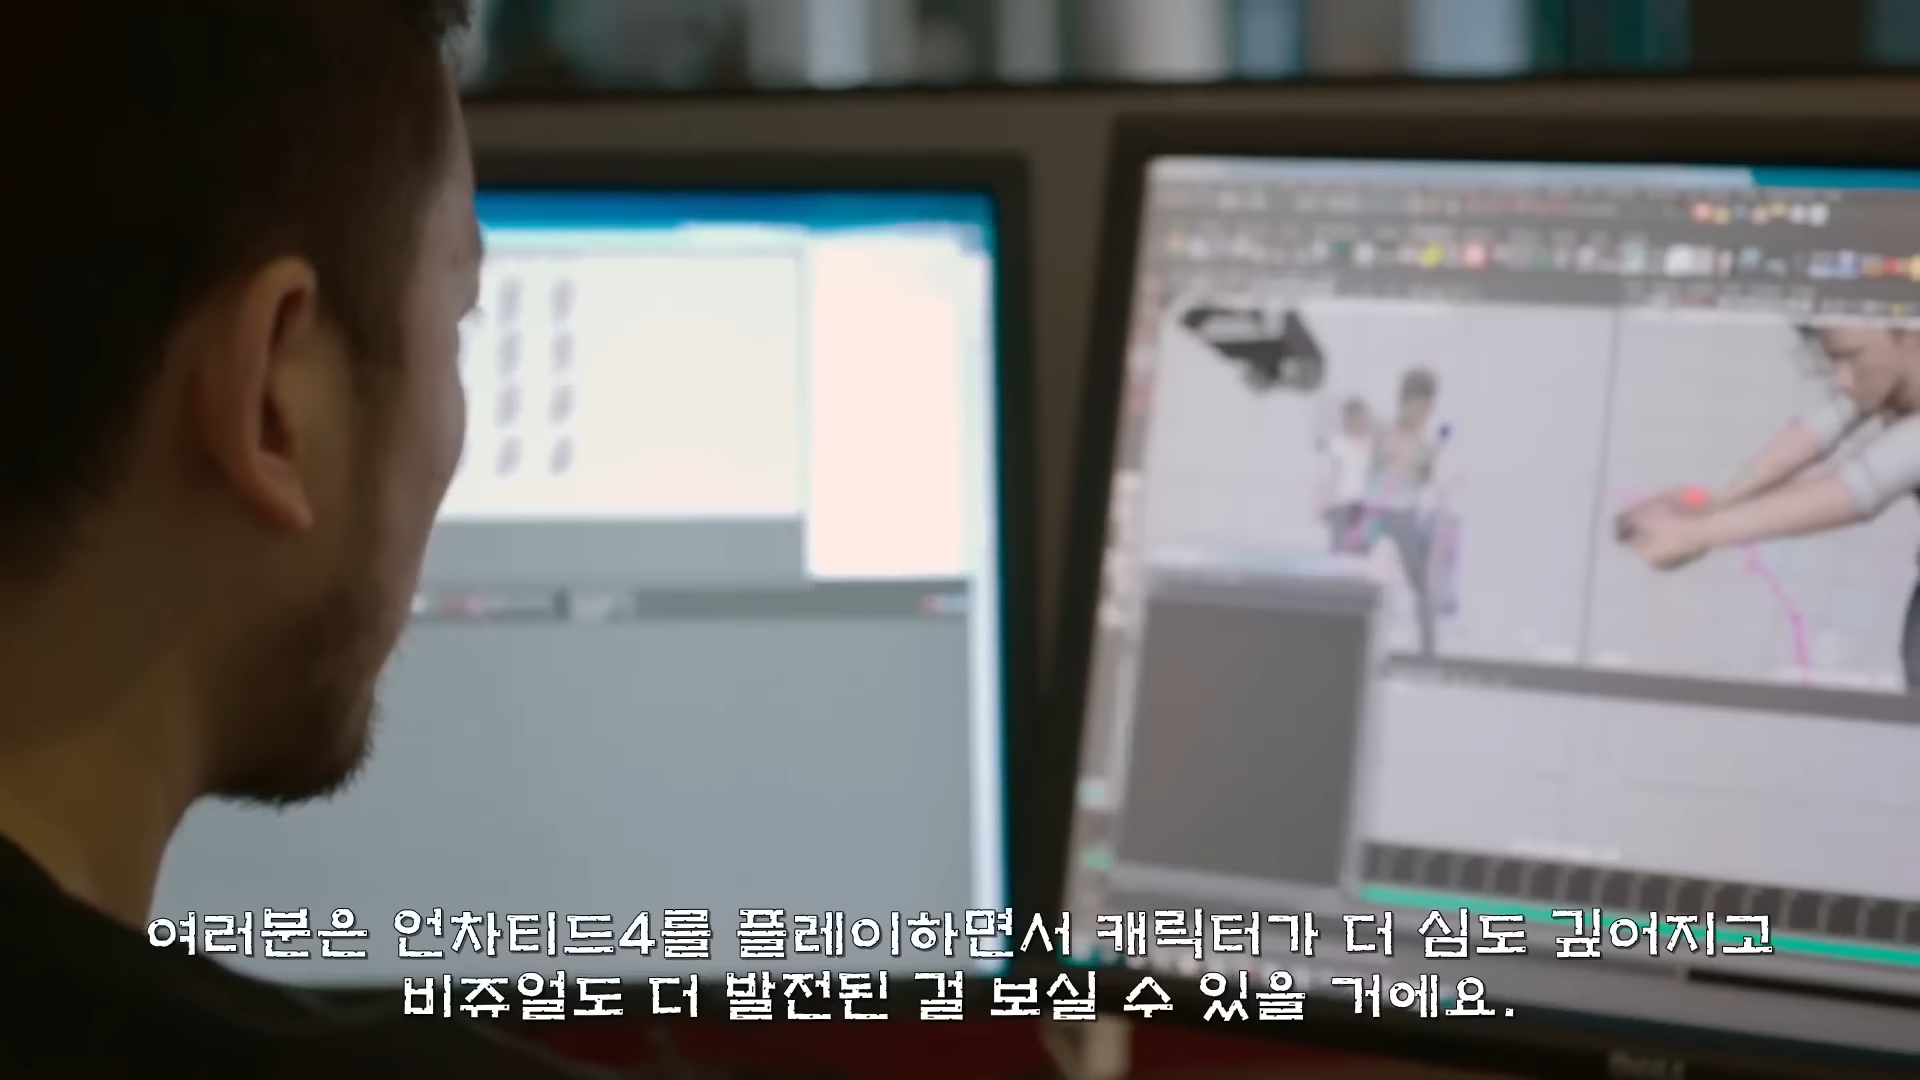 여러분은 언차티드4를 플레이하면서 캐릭터가 더 심도 깊어지고
비쥬얼도 더 발전된 걸 보실 수 있을 거에요.